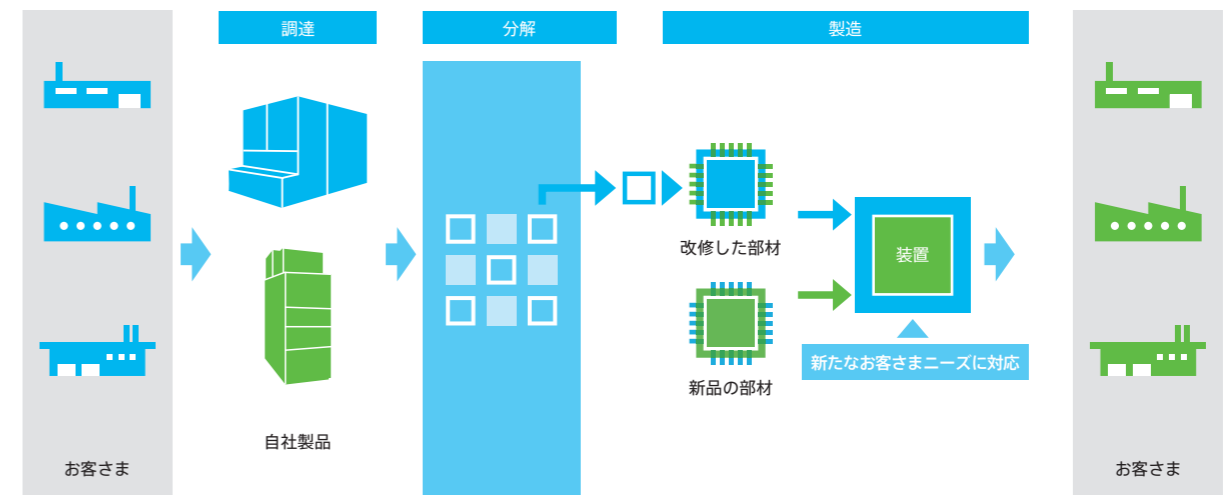 調達
分解
製造
改修した部材
装置
新品の部材
新たなお客さまニーズに対応
自社製品
お客さま
お客さま